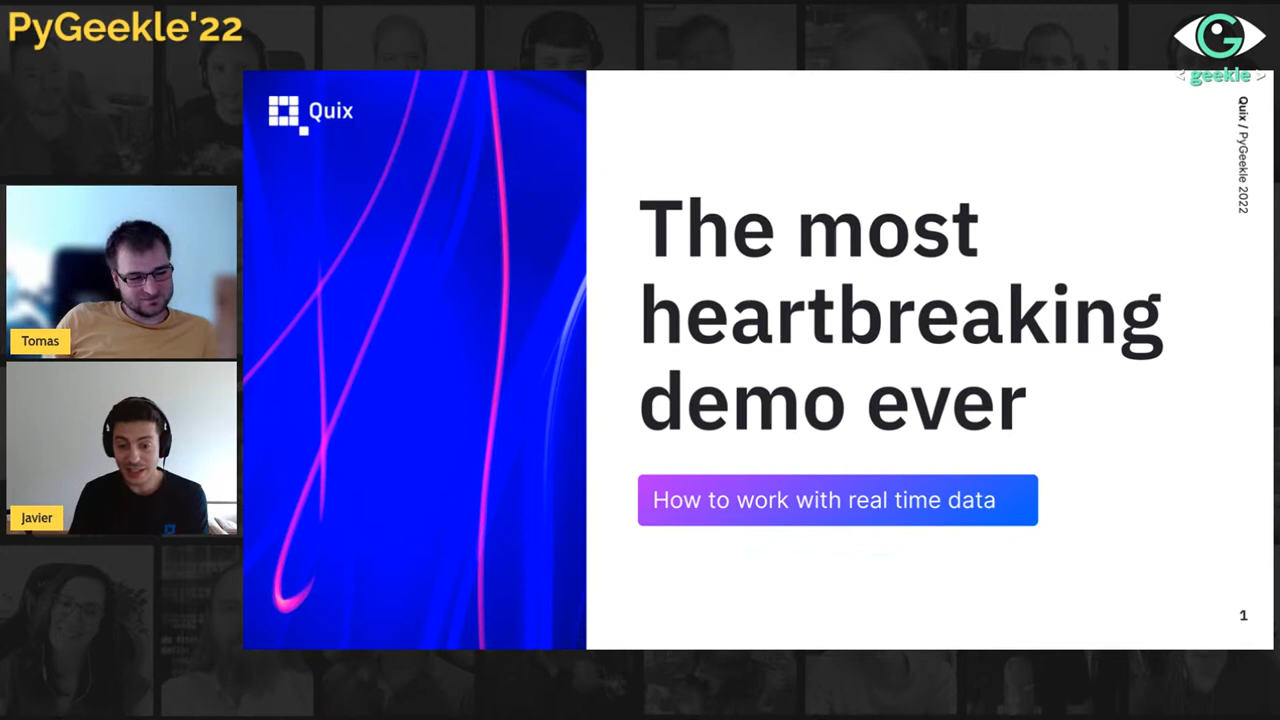 PyGeekle'22
< geekle >
Quix
Quix / PyGeekle 2022
The most
heartbreaking
demo ever
How to work with real time data
Tomas
Javier
1